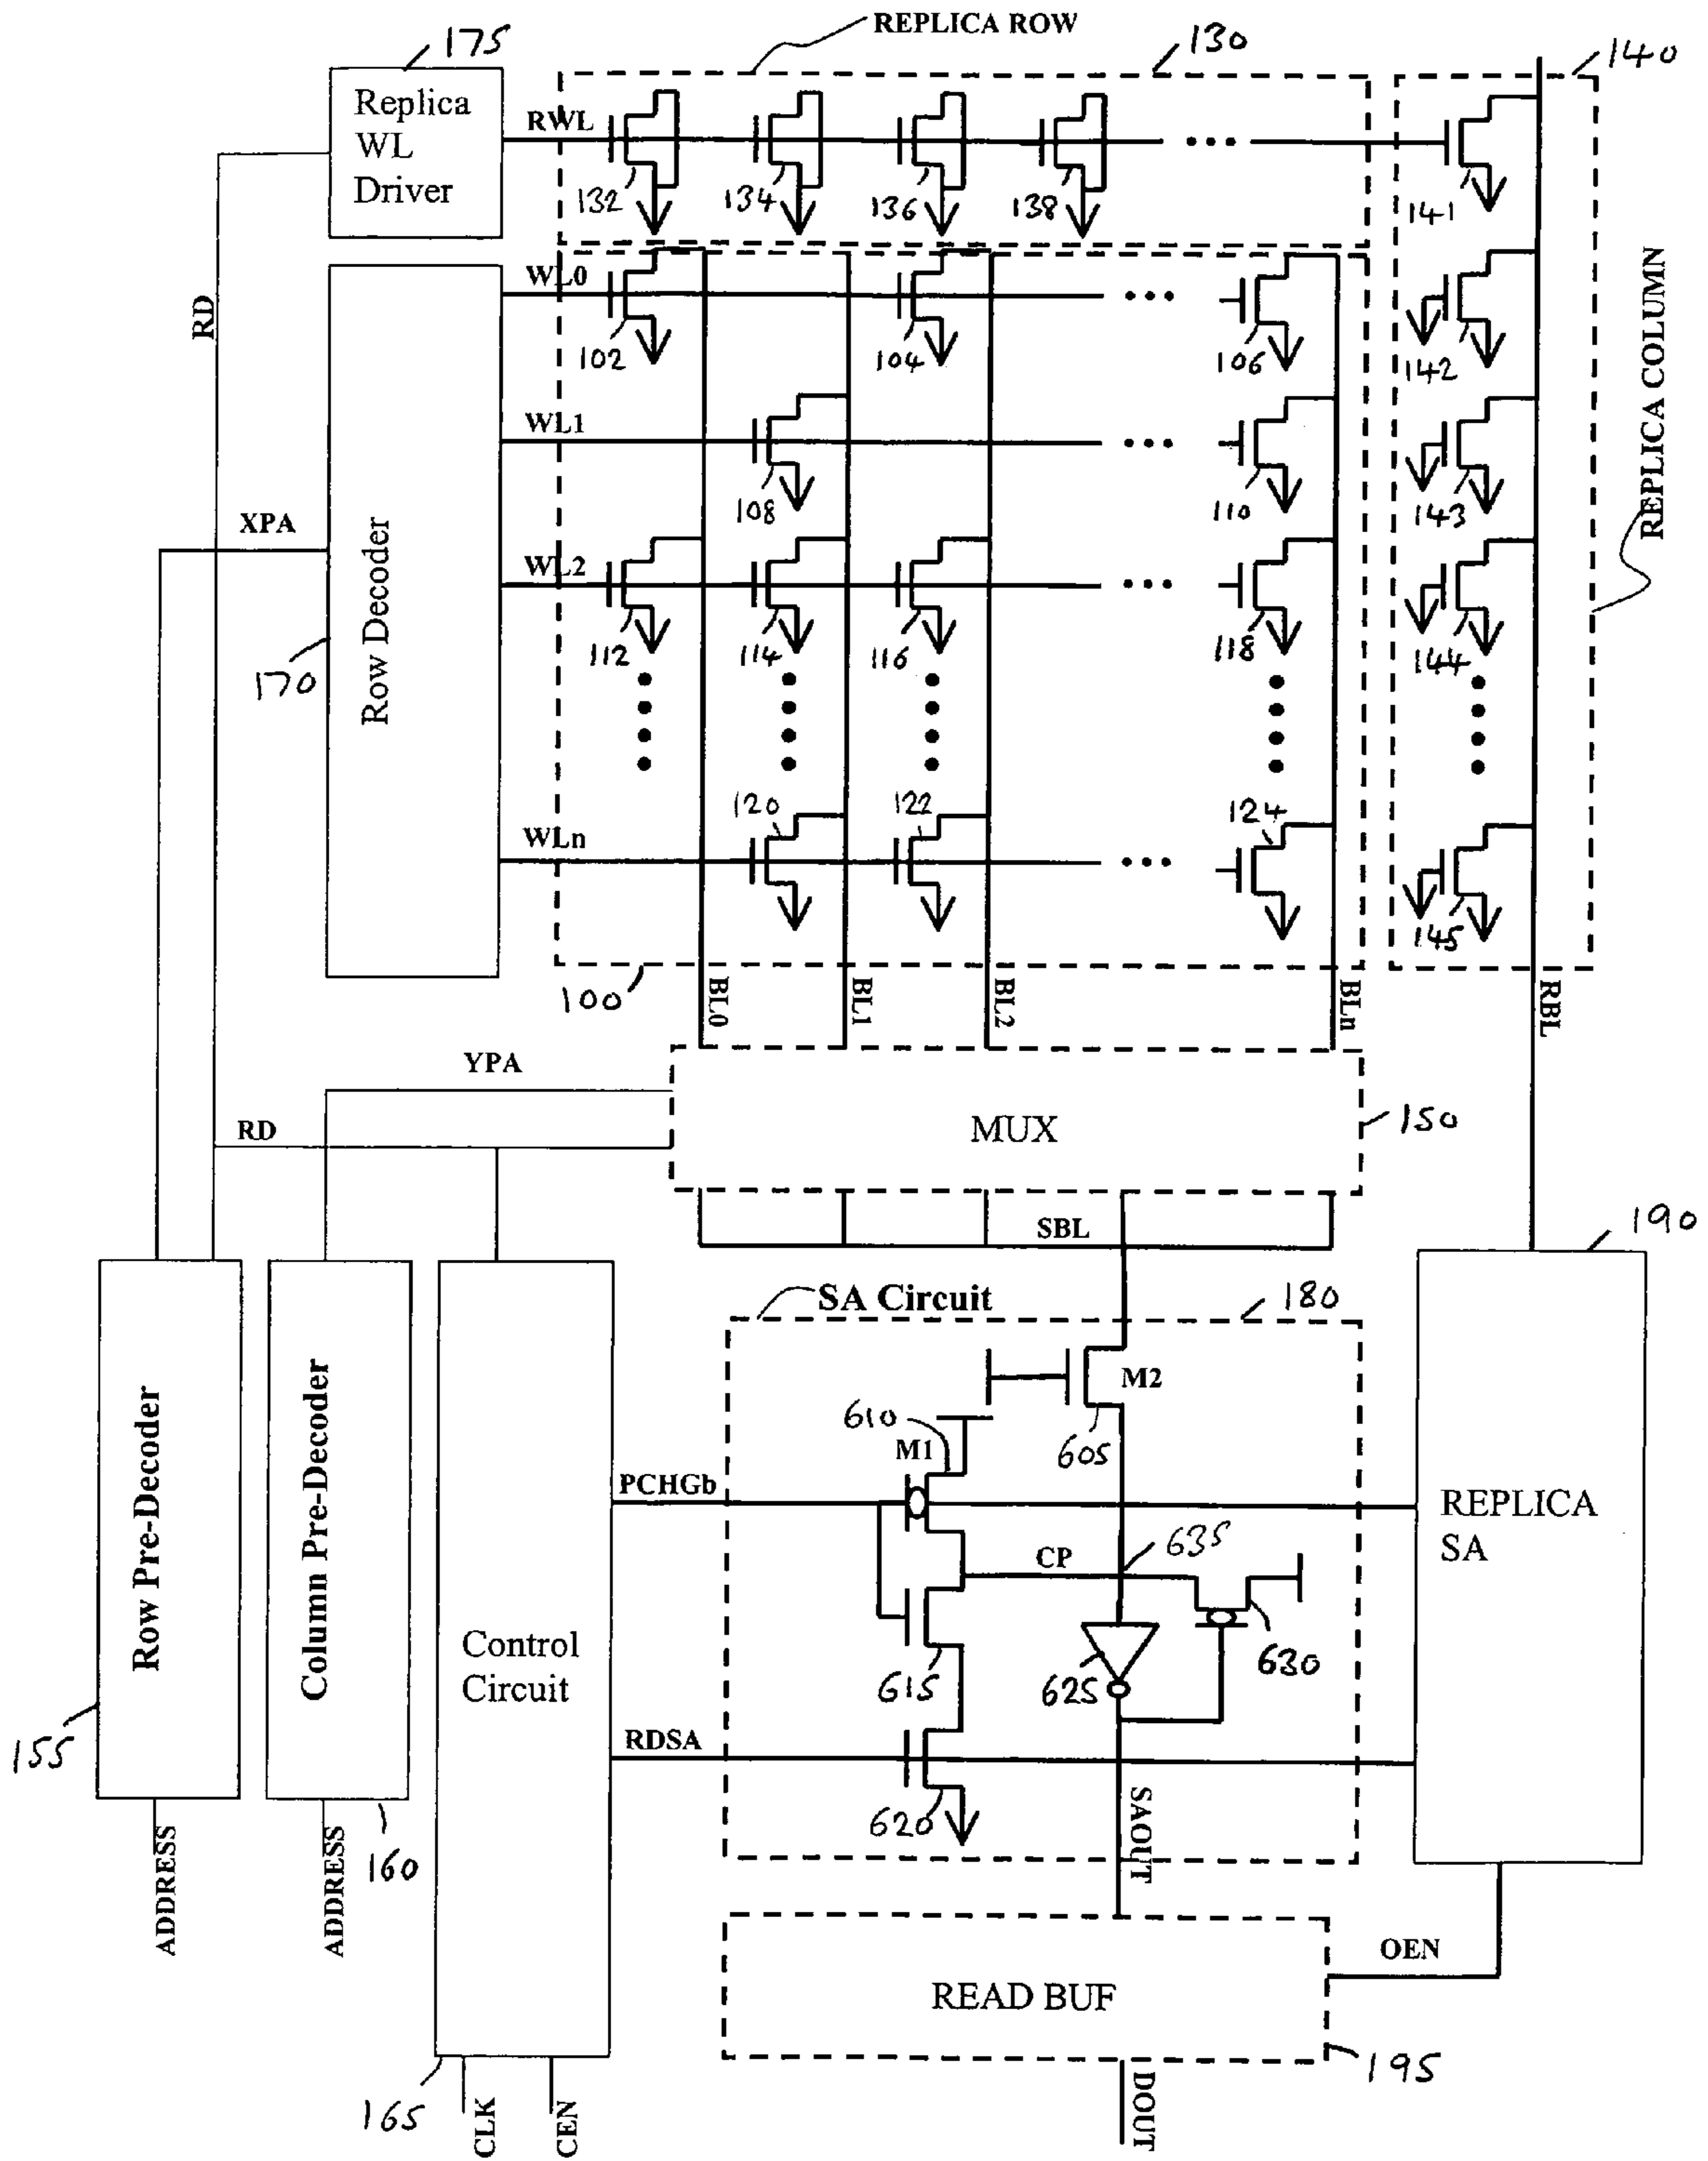 REPLICA ROW
175
130
140
Replica
WL
Driver
RWL
132
134
136
138
141
RD
WL0
102
104
106
142
REPLICA COLUMN
WL1
108
110
143
XPA
WL2
112
114
116
118
144
170
Row Decoder
120
122
124
WLn
145
100
BL0
BL1
BL2
BLn
RBL
YPA
RD
MUX
150
SBL
190
SA Circuit
180
M2
610
M1
605
PCHGb
REPLICA
SA
635
CP
Row Pre-Decoder
Column Pre-Decoder
Control
Circuit
615
625
630
155
RDSA
620
SAOUT
ADDRESS
ADDRESS
160
OEN
READ BUF
195
165
CLK
CEN
DOUT